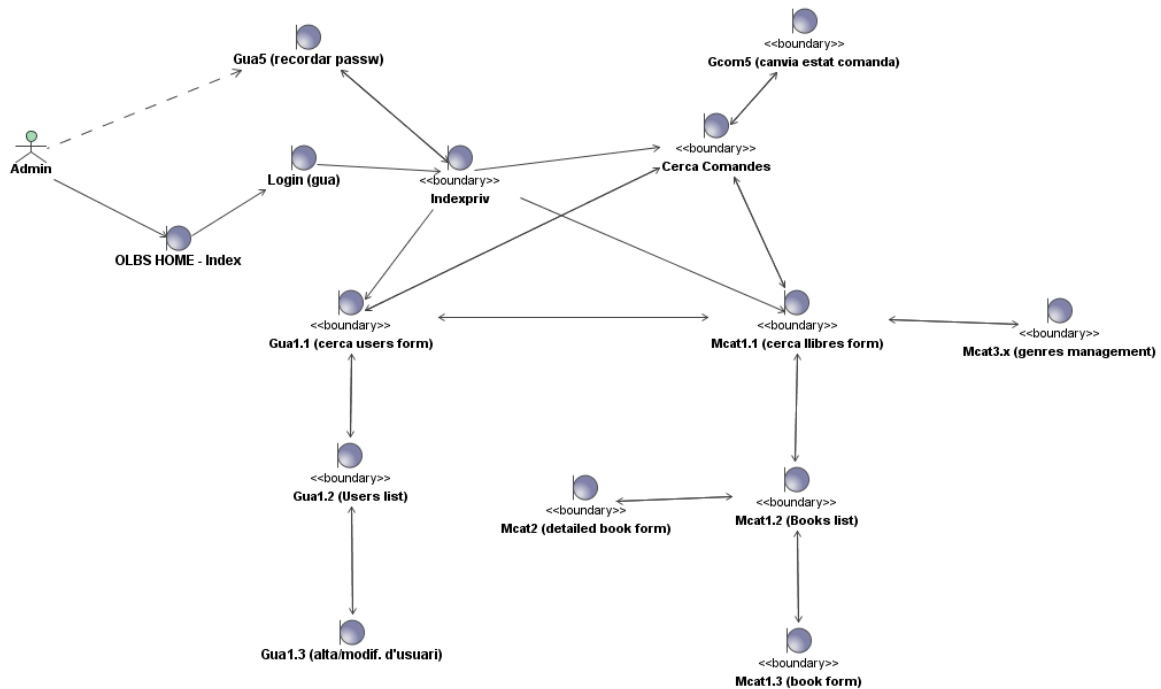 <<boundary>>
Gcom5 (canvia estat comanda)
Gua5 (recordar passw)
<<boundary>>
Cerca Comandes
Admin
Login (gua)
<<boundary>>
Indexpriv
OLBS HOME - Index
<<boundary>>
Gua1.1 (cerca users form)
<<boundary>>
Mcat1.1 (cerca llibres form)
<<boundary>>
Mcat3.x (genres management)
<<boundary>>
Gua1.2 (Users list)
<<boundary>>
Mcat2 (detailed book form)
<<boundary>>
Mcat1.2 (Books list)
Gua1.3 (alta/modif. d'usuari)
<<boundary>>
Mcat1.3 (book form)